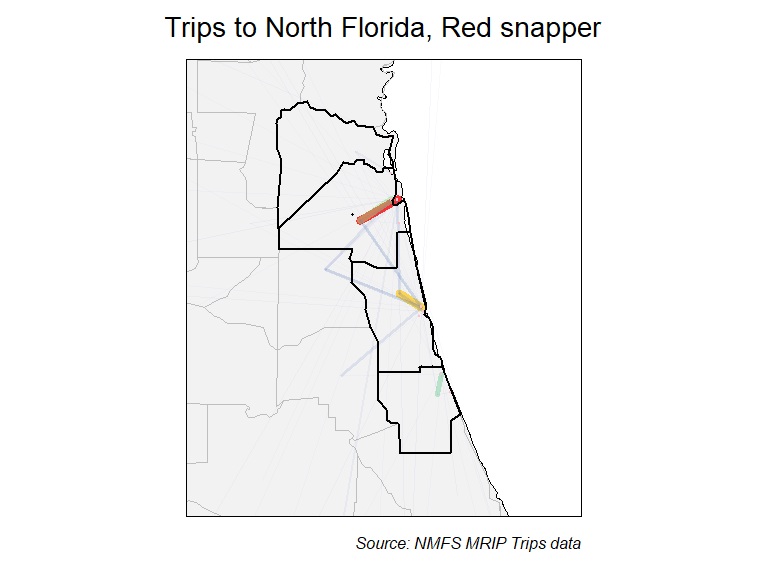 Trips to North Florida, Red snapper
Source: NMFS MRIP Trips data